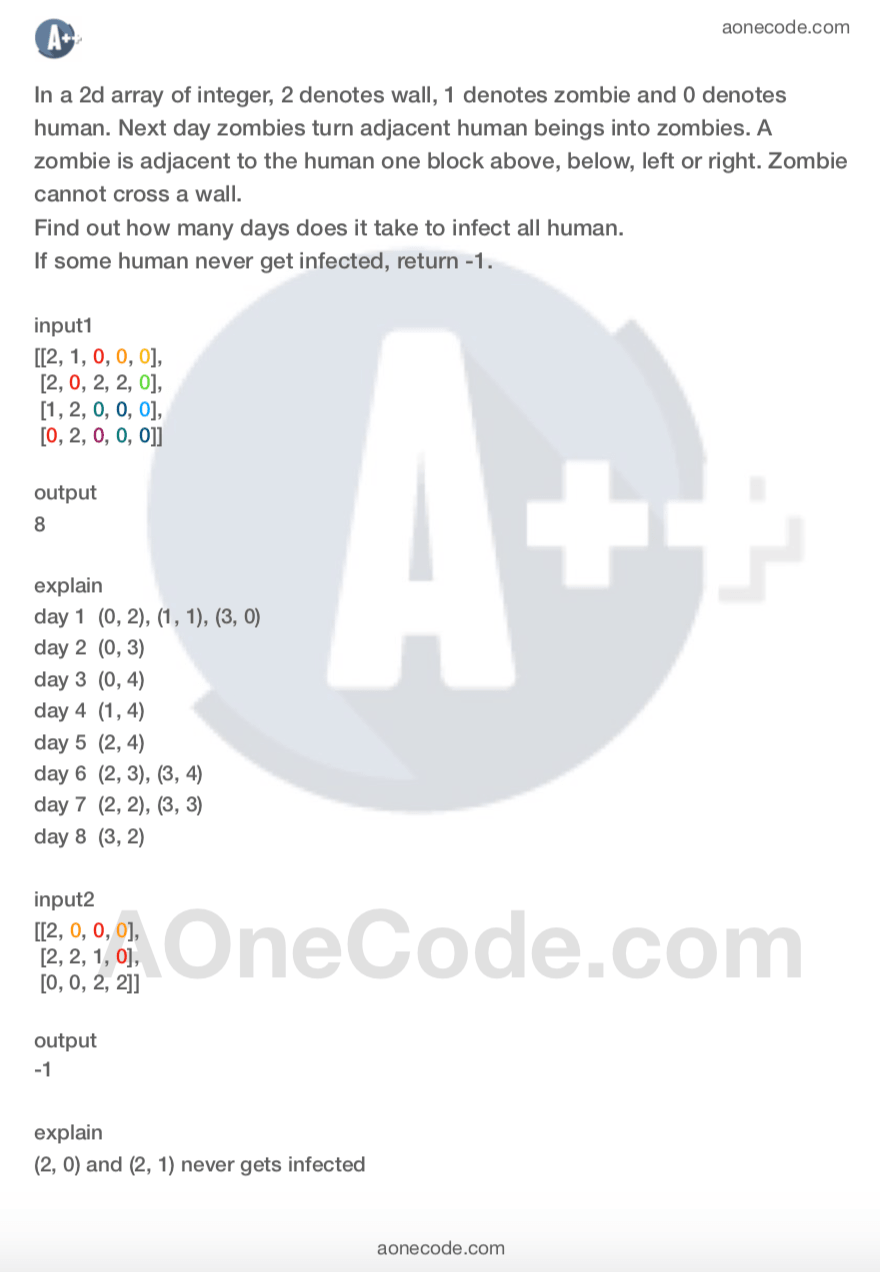 A++
aonecode.com
In a 2d array of integer, 2 denotes wall, 1 denotes zombie and 0 denotes
human. Next day zombies turn adjacent human beings into zombies. A
zombie is adjacent to the human one block above, below, left or right. Zombie
cannot cross a wall.
Find out how many days does it take to infect all human.
If some human never get infected, return -1.
input1
[[2, 1, 0, 0, 0],
[2, 0, 2, 2, 0],
[1, 2, 0, 0, 0],
[0, 2, 0, 0, 0]]
output
8
explain
day 1 (0, 2), (1, 1), (3, 0)
day 2 (0, 3)
day 3 (0, 4)
day 4 (1, 4)
day 5 (2, 4)
day 6 (2, 3), (3, 4)
day 7 (2, 2), (3, 3)
day 8 (3, 2)
A++
input2
[[2, 0, 0, 0],
[2, 2, 1, 0],
[0, 0, 2, 2]]
AOneCode.com
output
-1
explain
(2, 0) and (2, 1) never gets infected
aonecode.com